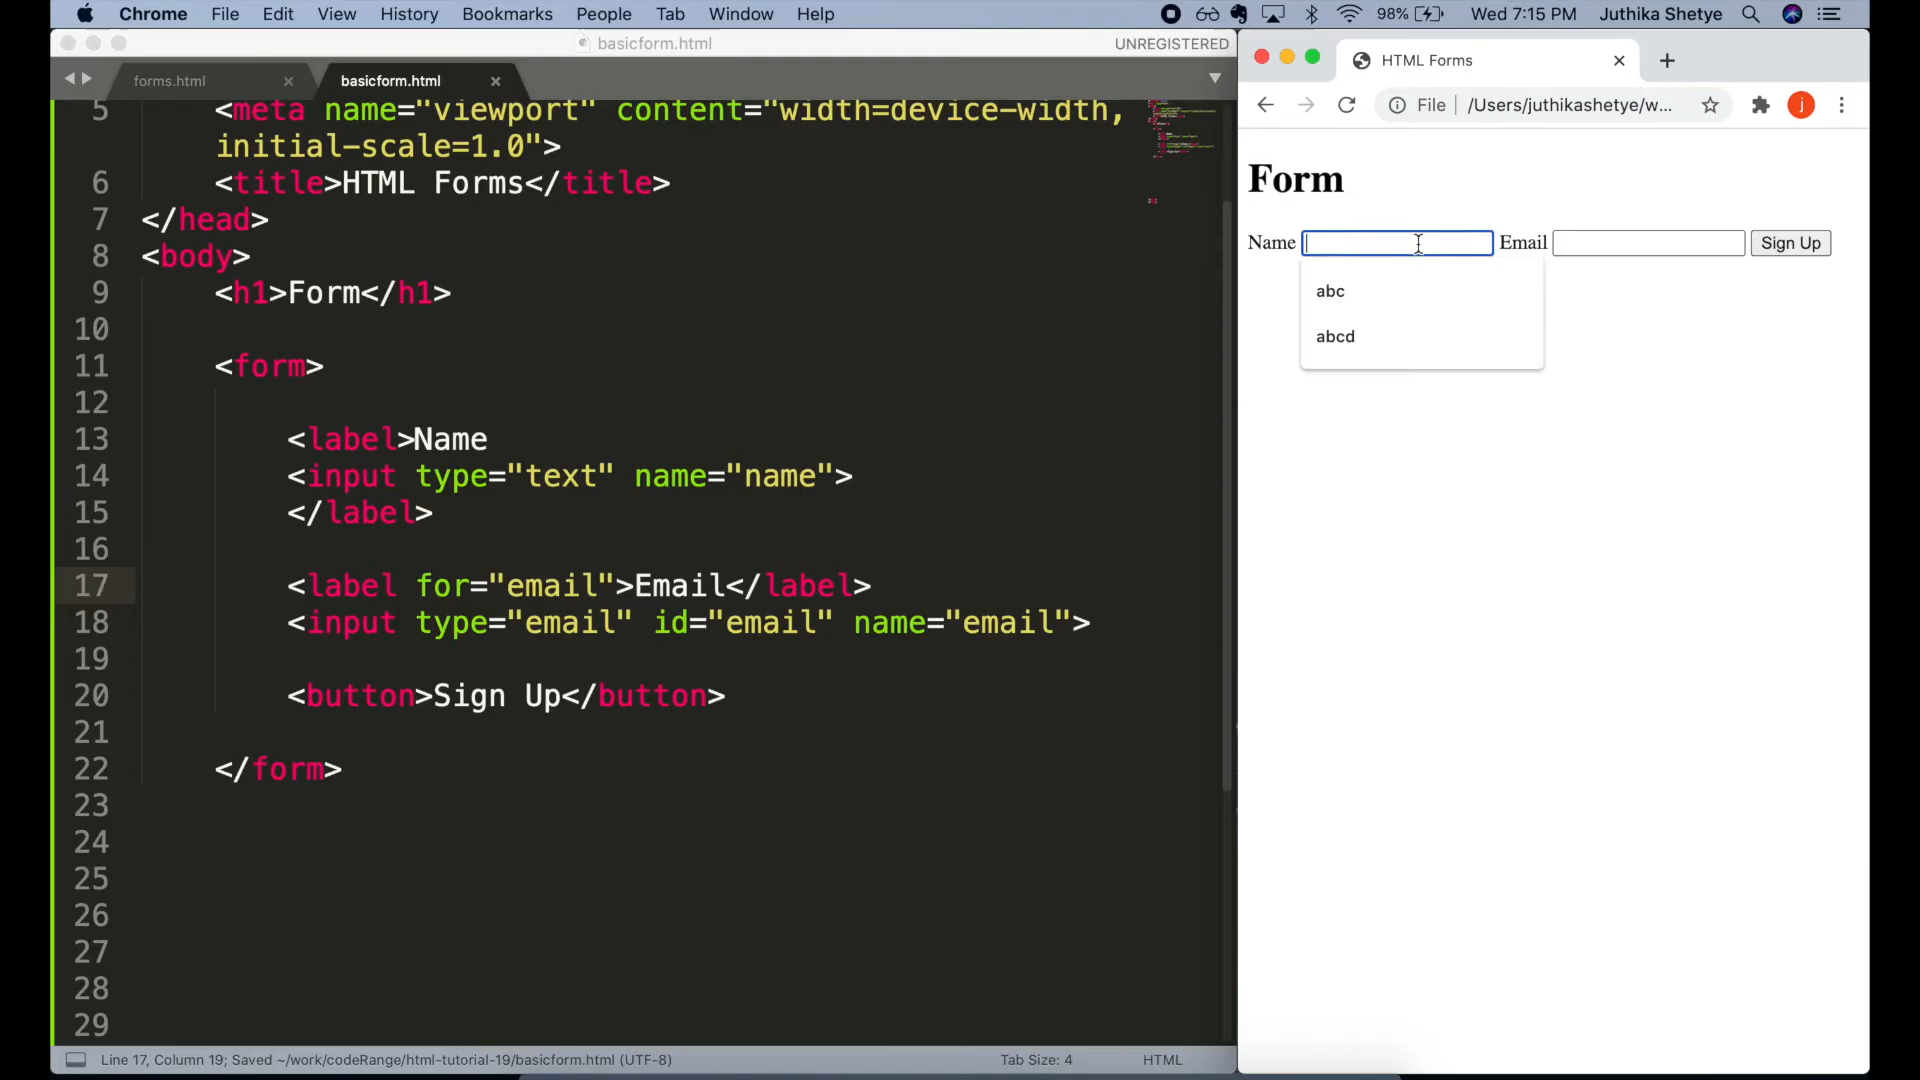 Chrome File Edit View History Bookmarks People Tab Window Help 98% Wed 7:15 PM Juthika Shetye
basicform.html UNREGISTERED
forms.html basicform.html
5 <meta name="viewport" content="width=device-width,
initial-scale=1.0">
6 <title>HTML Forms</title>
7 </head>
8 <body>
9 <h1>Form</h1>
10
11 <form>
12
13 <label>Name
14 <input type="text" name="name">
15 </label>
16
17 <label for="email">Email</label>
18 <input type="email" id="email" name="email">
19
20 <button>Sign Up</button>
21
22 </form>
23
24
25
26
27
28
29
Line 17, Column 19; Saved ~/work/codeRange/html-tutorial-19/basicform.html (UTF-8) Tab Size: 4 HTML
HTML Forms
File /Users/juthikashetye/w... j
Form
Name Email Sign Up
abc
abcd